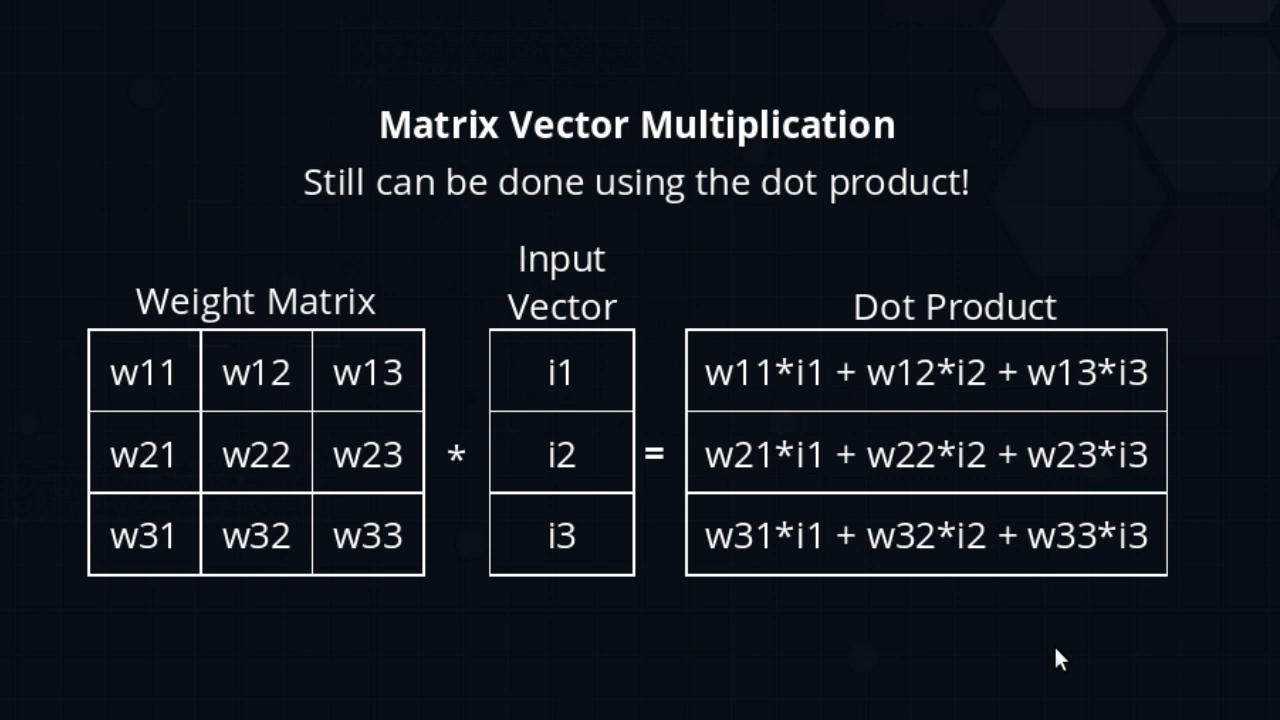 Matrix Vector Multiplication
Still can be done using the dot product!
Weight Matrix
Input
Vector
Dot Product
w11 w12 w13 i1 w11*i1 + w12*i2 + w13*i3
w21 w22 w23 * i2 = w21*i1 + w22*i2 + w23*i3
w31 w32 w33 i3 w31*i1 + w32*i2 + w33*i3